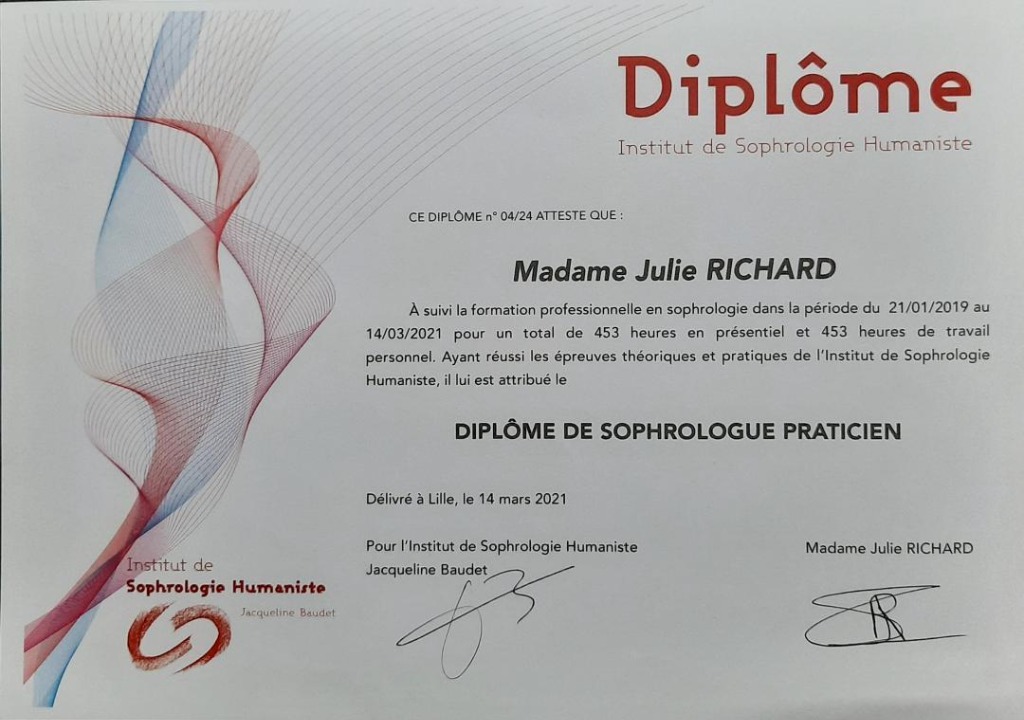 Diplôme
Institut de Sophrologie Humaniste
CE DIPLÔME n° 04/24 ATTESTE QUE :
Madame Julie RICHARD
À suivi la formation professionnelle en sophrologie dans la période du 21/01/2019 au
14/03/2021 pour un total de 453 heures en présentiel et 453 heures de travail
personnel. Ayant réussi les épreuves théoriques et pratiques de l'Institut de Sophrologie
Humaniste, il lui est attribué le
DIPLÔME DE SOPHROLOGUE PRATICIEN
Délivré à Lille, le 14 mars 2021
Pour l'Institut de Sophrologie Humaniste
Jacqueline Baudet
Madame Julie RICHARD
Institut de
Sophrologie Humaniste
Jacqueline Baudet